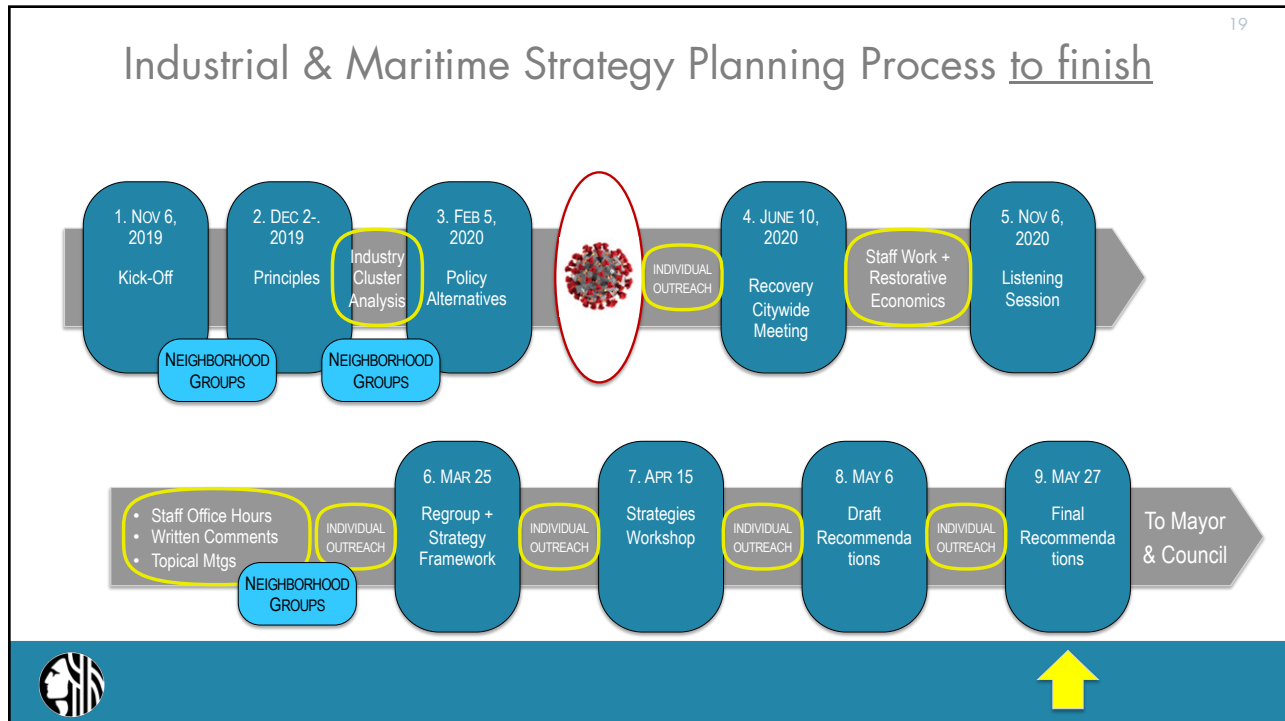 19
Industrial & Maritime Strategy Planning Process to finish
1. NOV 6,
2019
Kick-Off
2. DEC 2-.
2019
Principles
Industry
Cluster
Analysis
3. FEB 5,
2020
Policy
Alternatives
INDIVIDUAL
OUTREACH
4. JUNE 10,
2020
Recovery
Citywide
Meeting
Staff Work +
Restorative
Economics
5. NOV 6,
2020
Listening
Session
NEIGHBORHOOD
GROUPS
NEIGHBORHOOD
GROUPS
• Staff Office Hours
• Written Comments
• Topical Mtgs
NEIGHBORHOOD
GROUPS
INDIVIDUAL
OUTREACH
6. MAR 25
Regroup +
Strategy
Framework
INDIVIDUAL
OUTREACH
7. APR 15
Strategies
Workshop
INDIVIDUAL
OUTREACH
8. MAY 6
Draft
Recommenda
tions
INDIVIDUAL
OUTREACH
9. MAY 27
Final
Recommenda
tions
To Mayor
& Council